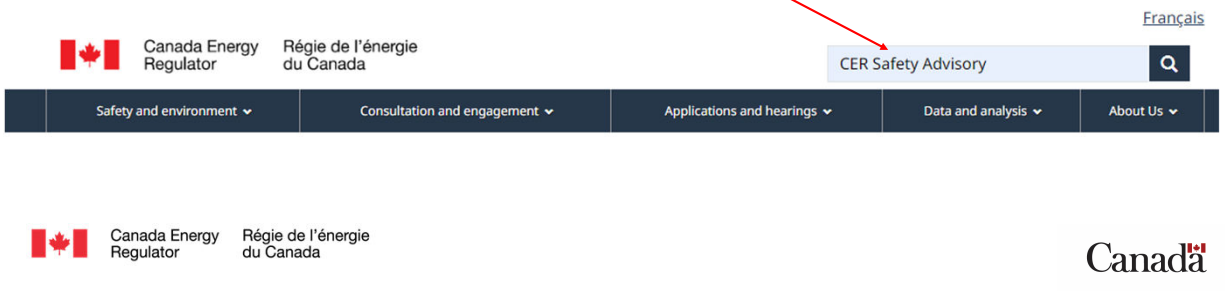 Français
Canada Energy Régie de l'énergie
Regulator du Canada
CER Safety Advisory
Safety and environment Consultation and engagement Applications and hearings Data and analysis About Us
Canada Energy Régie de l'énergie
Regulator du Canada
Canada